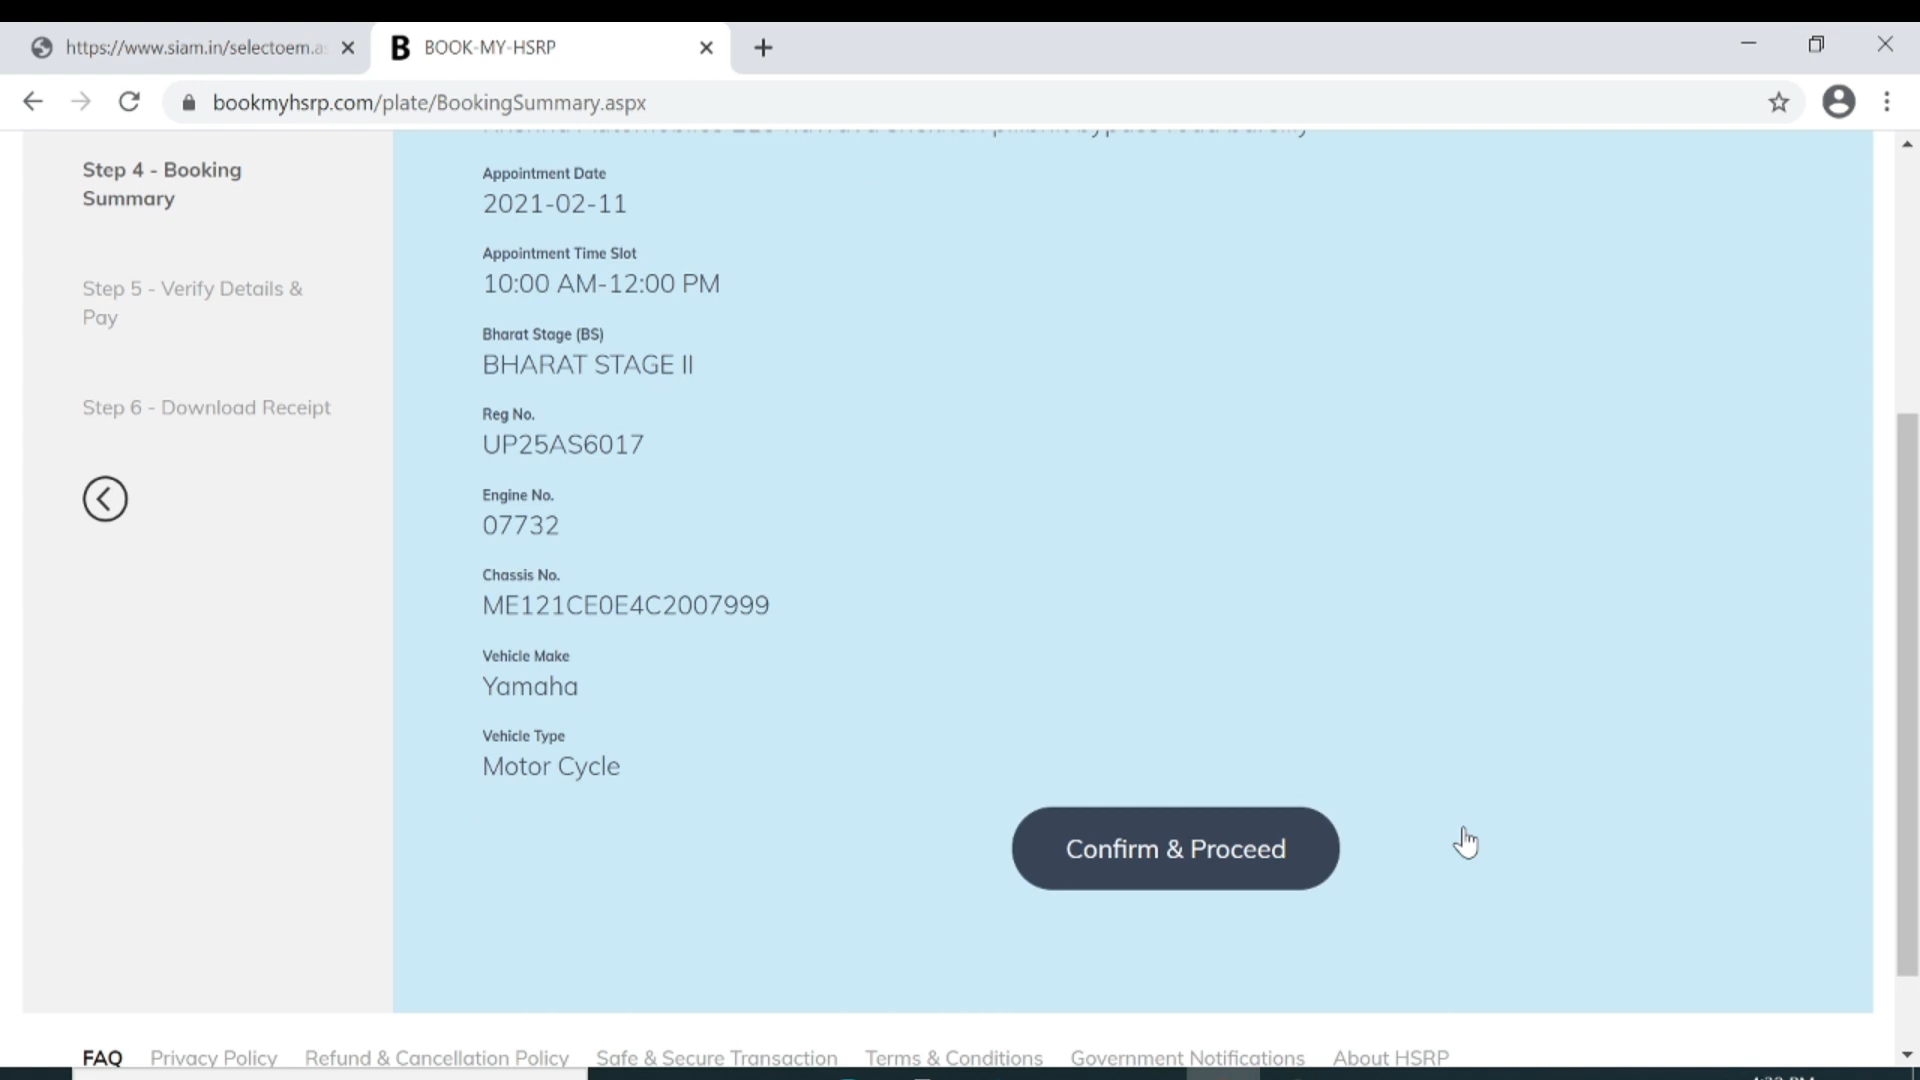 https://www.siam.in/selectoem.a
BOOK-MY-HSRP
bookmyhsrp.com/plate/BookingSummary.aspx
Step 4 - Booking
Summary
Step 5 - Verify Details &
Pay
Step 6 - Download Receipt
bypass road
Appointment Date
2021-02-11
Appointment Time Slot
10:00 AM-12:00 PM
Bharat Stage (BS)
BHARAT STAGE II
Reg No.
UP25AS6017
Engine No.
07732
Chassis No.
ME121CE0E4C2007999
Vehicle Make
Yamaha
Vehicle Type
Motor Cycle
Confirm & Proceed
FAQ Privacy Policy Refund & Cancellation Policy Safe & Secure Transaction Terms & Conditions Government Notifications About HSRP